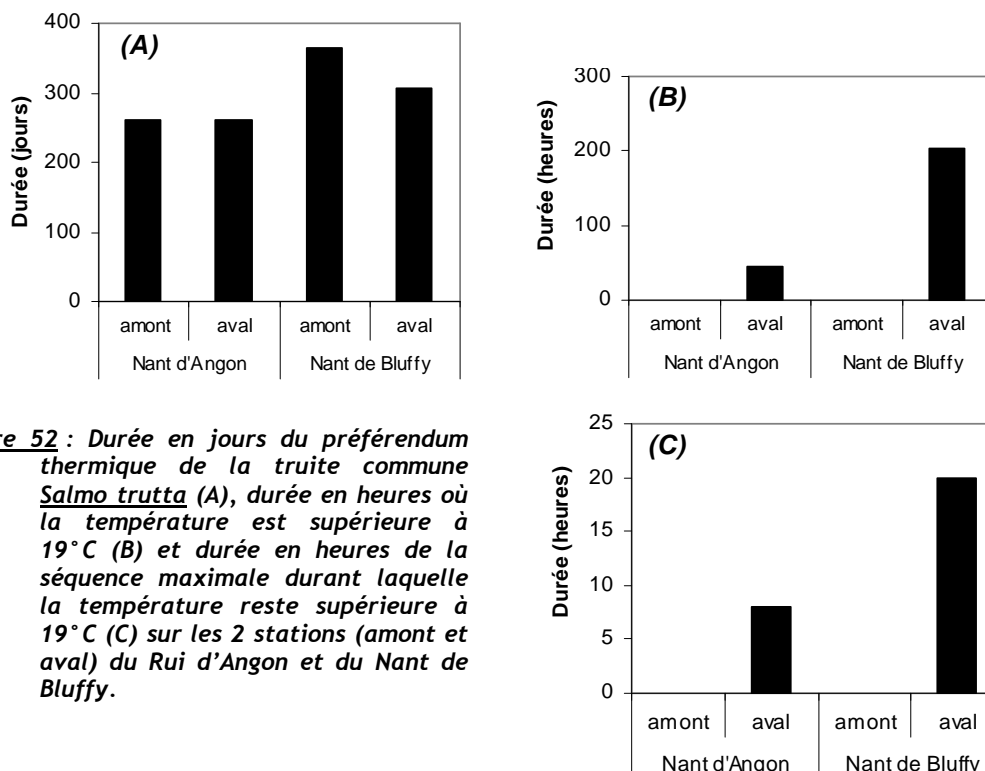 (A)
Durée (jours)
400
300
200
100
0
amont aval amont aval
Nant d'Angon Nant de Bluffy
(B)
Durée (heures)
300
200
100
0
amont aval amont aval
Nant d'Angon Nant de Bluffy
re 52 : Durée en jours du préférendum
thermique de la truite commune
Salmo trutta (A), durée en heures où
la température est supérieure à
19°C (B) et durée en heures de la
séquence maximale durant laquelle
la température reste supérieure à
19°C (C) sur les 2 stations (amont et
aval) du Rui d’Angon et du Nant de
Bluffy.
(C)
Durée (heures)
25
20
15
10
5
0
amont aval amont aval
Nant d'Angon Nant de Bluffy